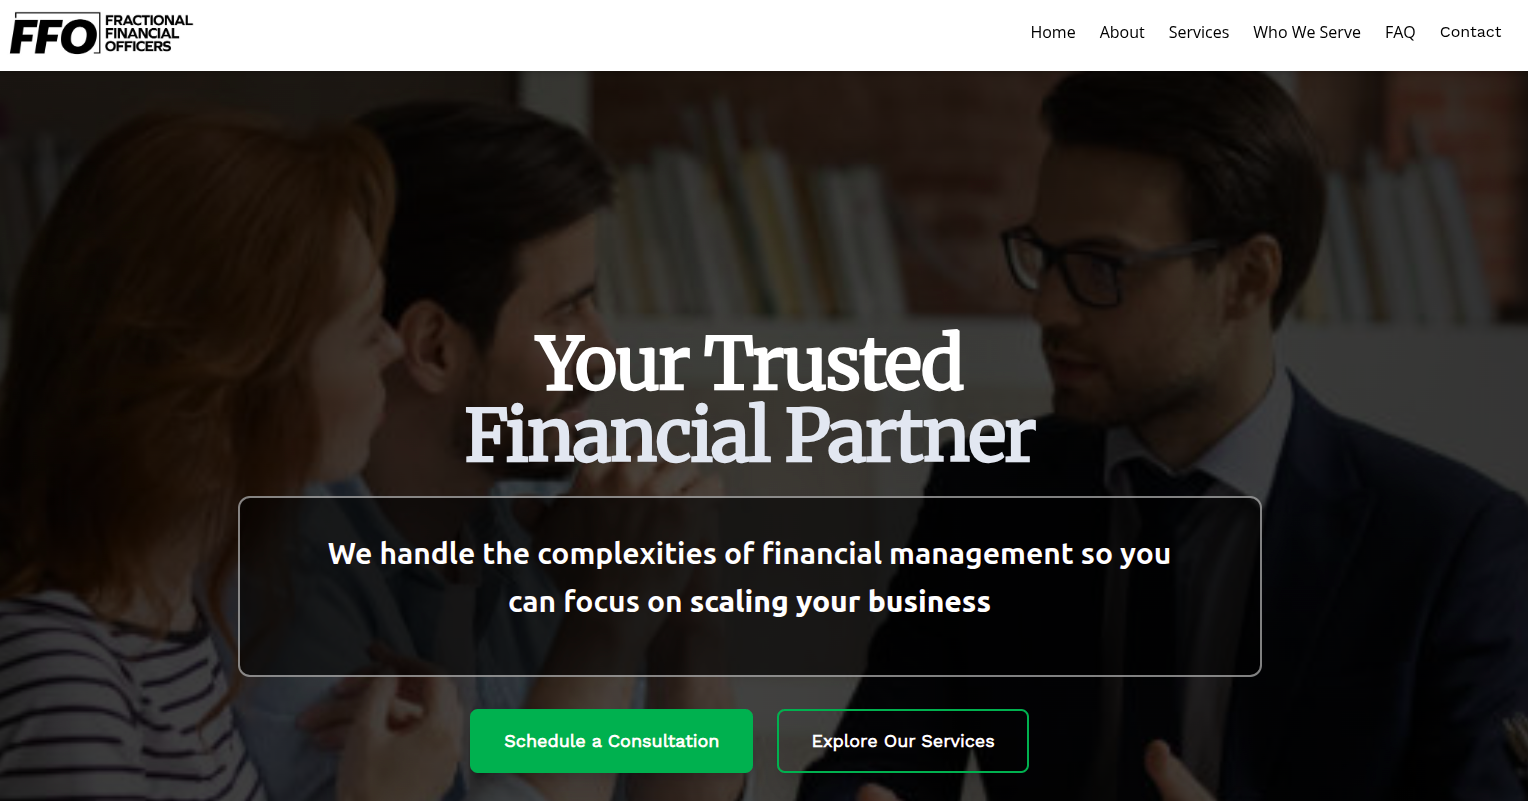 FFO FRACTIONAL
FINANCIAL
OFFICERS
Home About Services Who We Serve FAQ Contact
Your Trusted
Financial Partner
We handle the complexities of financial management so you
can focus on scaling your business
Schedule a Consultation Explore Our Services